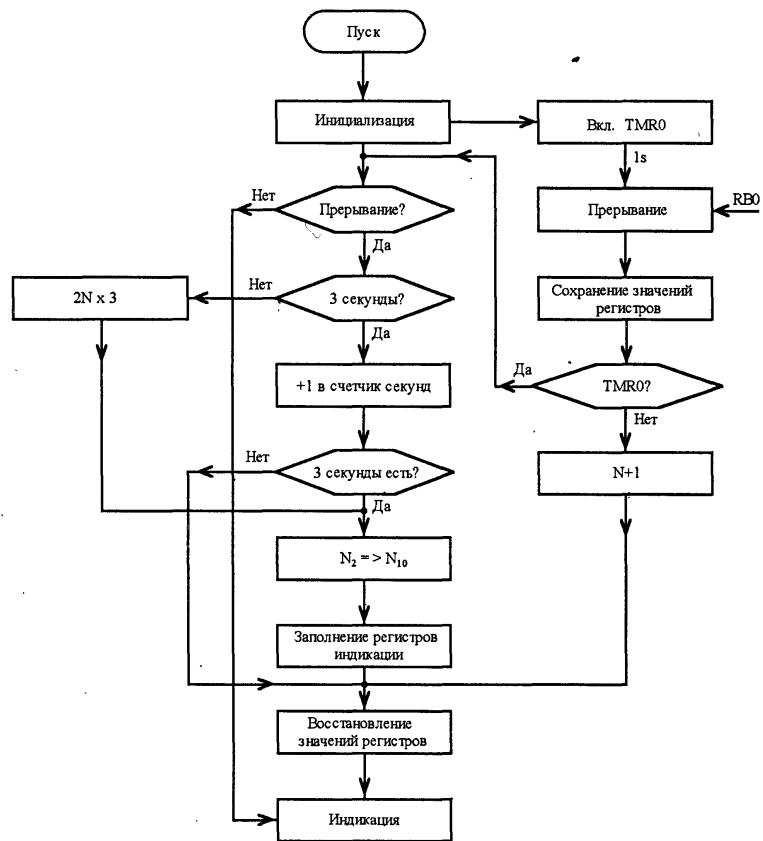 Пуск
Инициализация
Вкл. TMR0
1s
Нет
Прерывание?
Прерывание
RB0
Да
2N x 3
Нет
3 секунды?
Сохранение значений
регистров
Да
+1 в счетчик секунд
Да
TMR0?
Нет
Нет
3 секунды есть?
N+1
Да
N₂ = > N₁₀
Заполнение регистров
индикации
Восстановление
значений регистров
Индикация